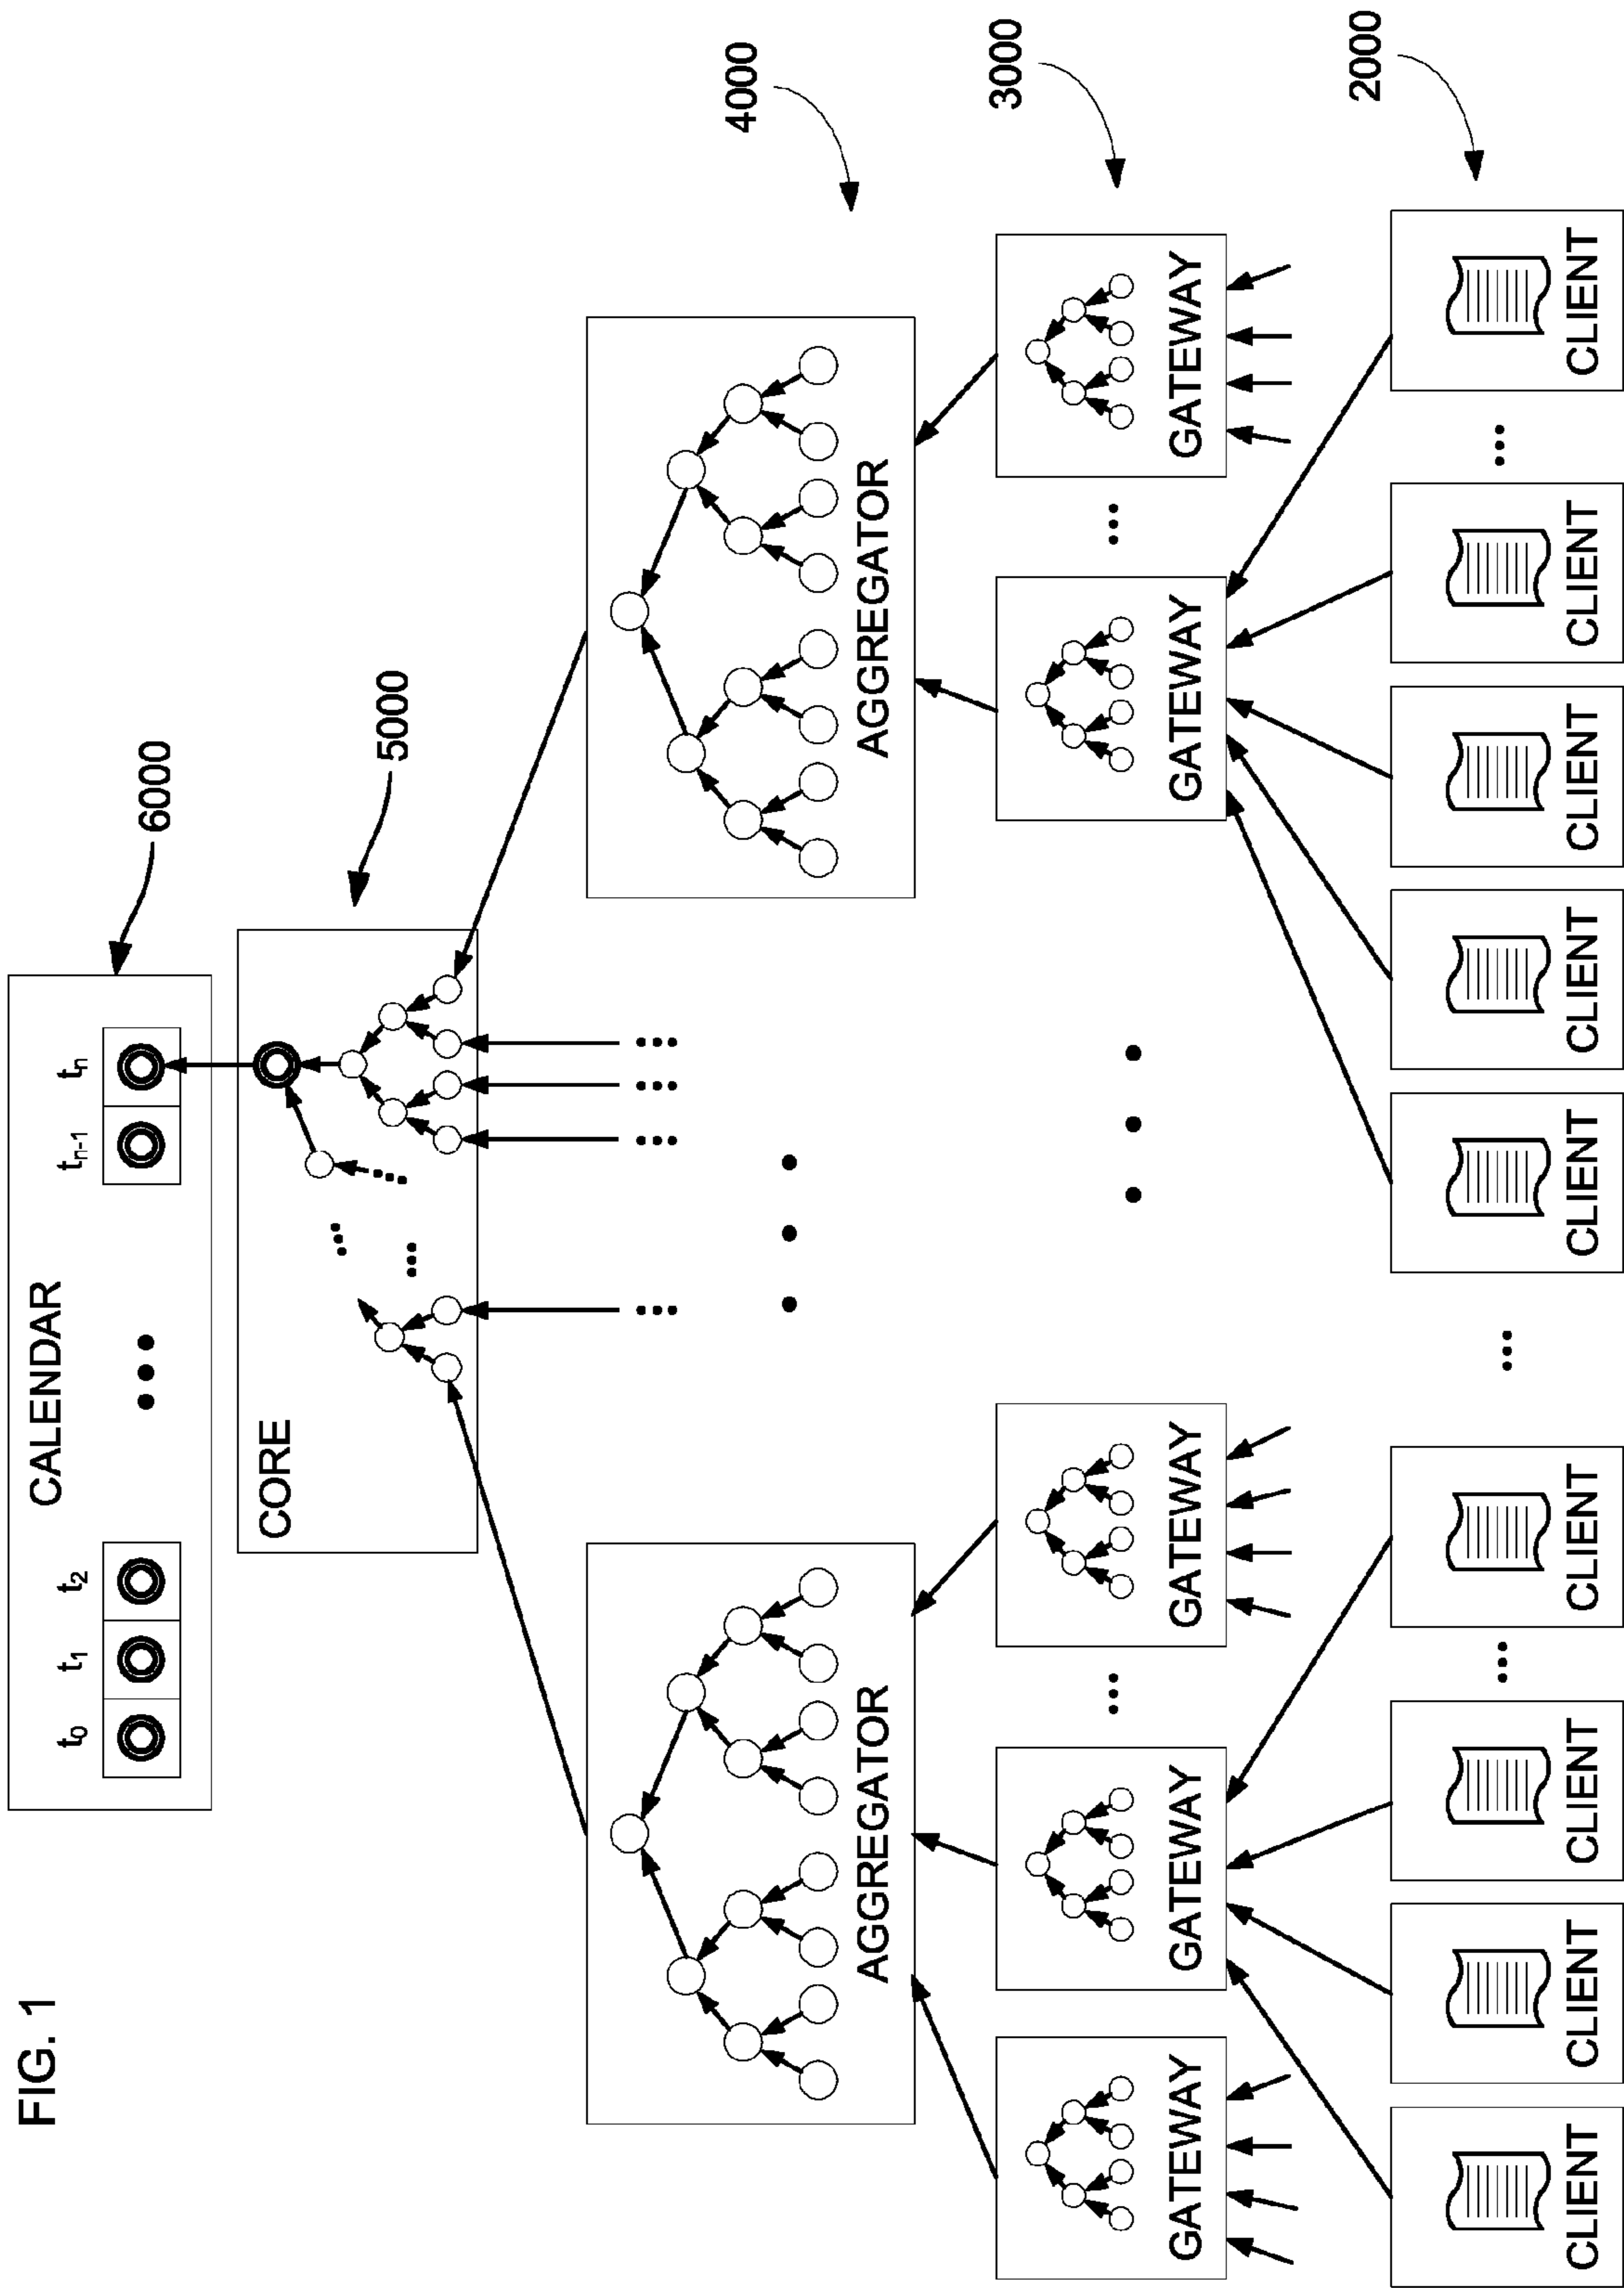 FIG. 1
CALENDAR
t₀ t₁ t₂ tₙ₋₁ tₙ
6000
CORE
5000
4000
AGGREGATOR AGGREGATOR
3000
GATEWAY GATEWAY GATEWAY GATEWAY GATEWAY
2000
CLIENT CLIENT CLIENT CLIENT CLIENT CLIENT CLIENT CLIENT CLIENT